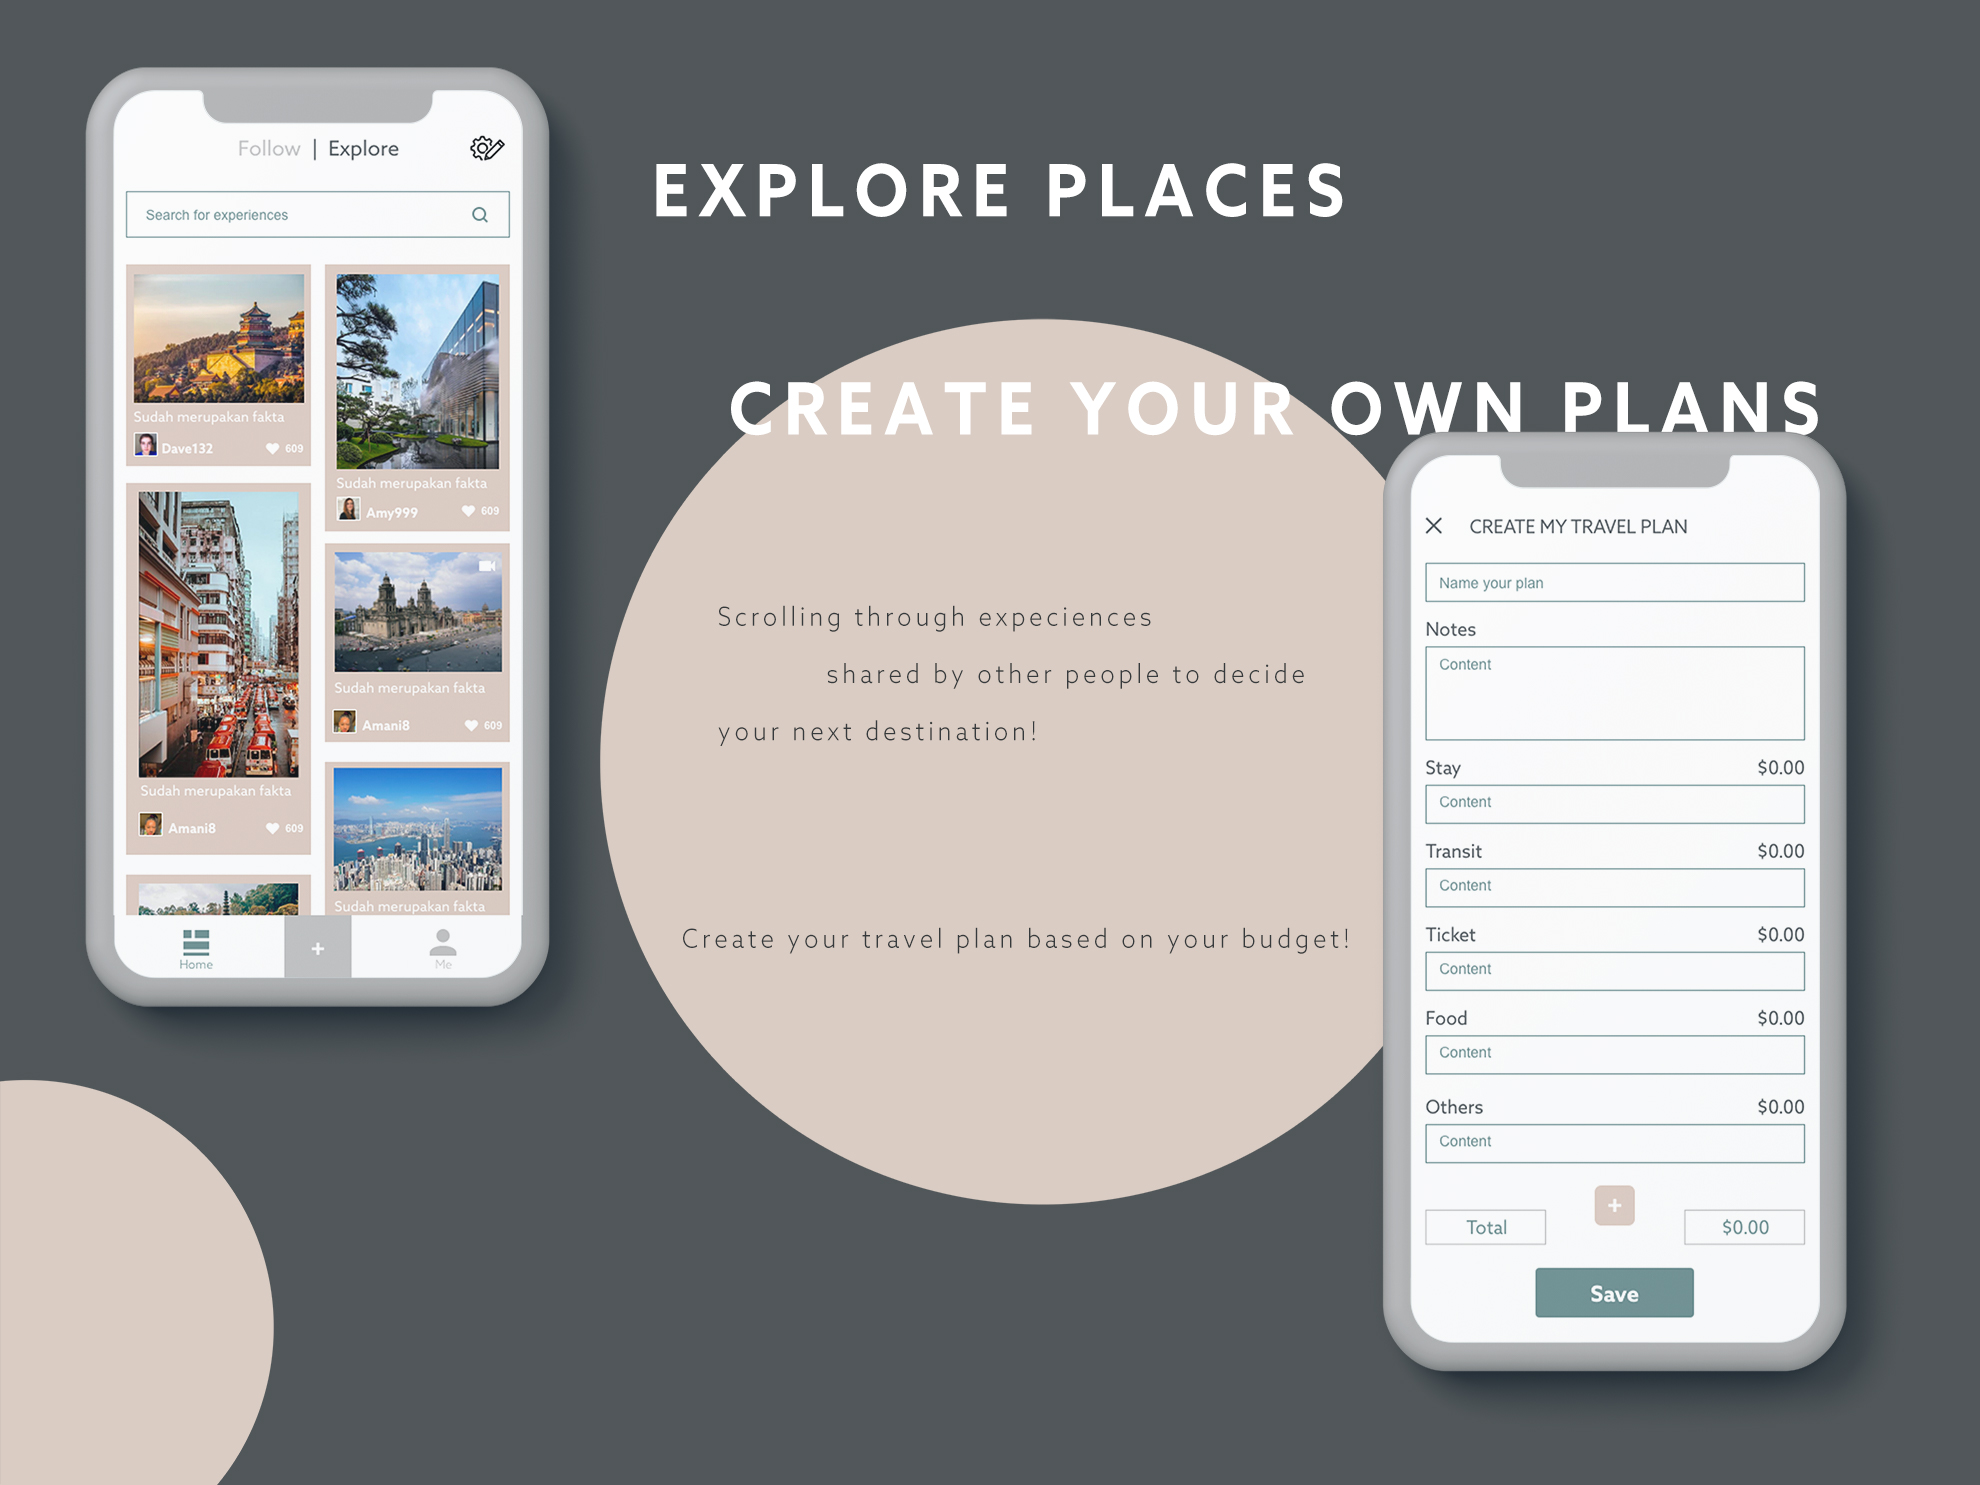 Follow | Explore
Search for experiences
Sudah merupakan fakta
Dave132 609
Sudah merupakan fakta
Amy999 609
Sudah merupakan fakta
Amani8 609
Sudah merupakan fakta
Amani8 609
Sudah merupakan fakta
Home
+
Me
EXPLORE PLACES
CREATE YOUR OWN PLANS
Scrolling through expeciences
shared by other people to decide
your next destination!
Create your travel plan based on your budget!
CREATE MY TRAVEL PLAN
Name your plan
Notes
Content
Stay $0.00
Content
Transit $0.00
Content
Ticket $0.00
Content
Food $0.00
Content
Others $0.00
Content
+
Total $0.00
Save